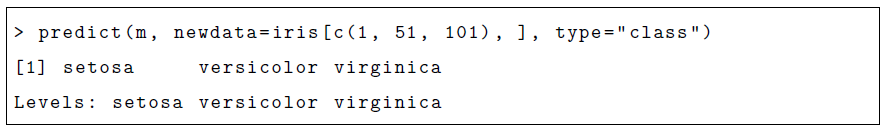 > predict(m, newdata=iris[c(1, 51, 101), ], type="class")
[1] setosa     versicolor virginica
Levels: setosa versicolor virginica